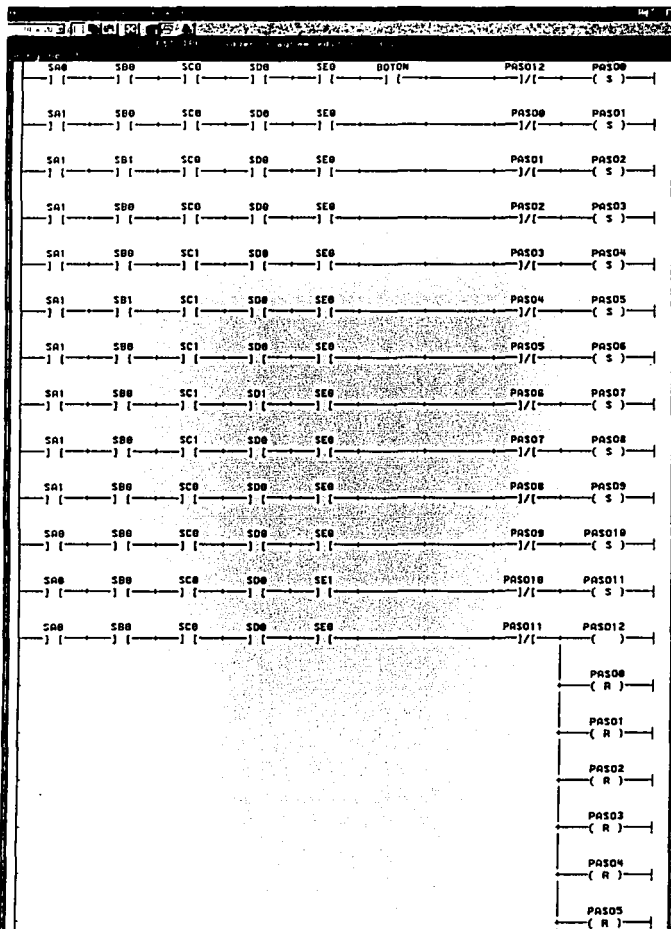 SA0 SB0 SC0 SD0 SE0 BOTON PASO12 PASO0
] [ ] [ ] [ ] [ ] [ ] [ ]/[ ( S )
SA1 SB0 SC0 SD0 SE0 PASO0 PASO1
] [ ] [ ] [ ] [ ] [ ]/[ ( S )
SA1 SB1 SC0 SD0 SE0 PASO1 PASO2
] [ ] [ ] [ ] [ ] [ ]/[ ( S )
SA1 SB0 SC0 SD0 SE0 PASO2 PASO3
] [ ] [ ] [ ] [ ] [ ]/[ ( S )
SA1 SB0 SC1 SD0 SE0 PASO3 PASO4
] [ ] [ ] [ ] [ ] [ ]/[ ( S )
SA1 SB1 SC1 SD0 SE0 PASO4 PASO5
] [ ] [ ] [ ] [ ] [ ]/[ ( S )
SA1 SB0 SC1 SD0 SE0 PASO5 PASO6
] [ ] [ ] [ ] [ ] [ ]/[ ( S )
SA1 SB0 SC1 SD1 SE0 PASO6 PASO7
] [ ] [ ] [ ] [ ] [ ]/[ ( S )
SA1 SB0 SC1 SD0 SE0 PASO7 PASO8
] [ ] [ ] [ ] [ ] [ ]/[ ( S )
SA1 SB0 SC0 SD0 SE0 PASO8 PASO9
] [ ] [ ] [ ] [ ] [ ]/[ ( S )
SA0 SB0 SC0 SD0 SE0 PASO9 PASO10
] [ ] [ ] [ ] [ ] [ ]/[ ( S )
SA0 SB0 SC0 SD0 SE1 PASO10 PASO11
] [ ] [ ] [ ] [ ] [ ]/[ ( S )
SA0 SB0 SC0 SD0 SE0 PASO11 PASO12
] [ ] [ ] [ ] [ ] [ ]/[ ( )
PASO0
( R )
PASO1
( R )
PASO2
( R )
PASO3
( R )
PASO4
( R )
PASO5
( R )